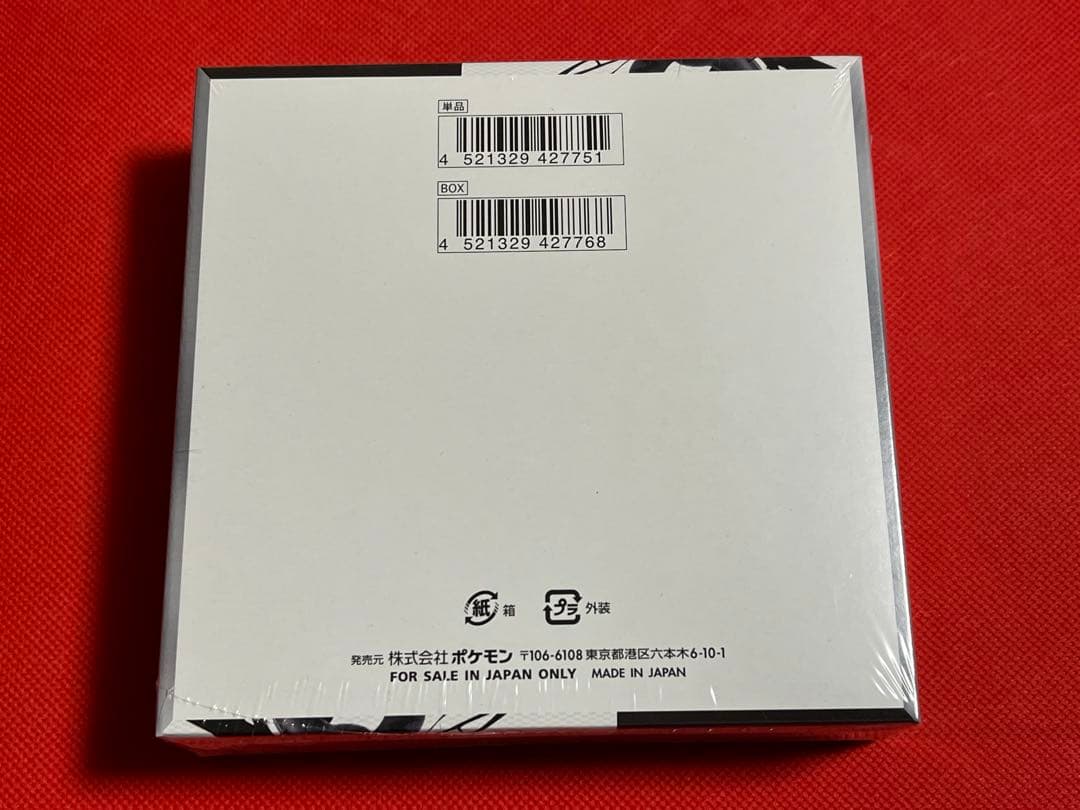 単品
4 521329 427751
BOX
4 521329 427768
紙 箱 プラ 外装
発売元 株式会社 ポケモン 〒106-6108 東京都港区六本木6-10-1
FOR SALE IN JAPAN ONLY MADE IN JAPAN